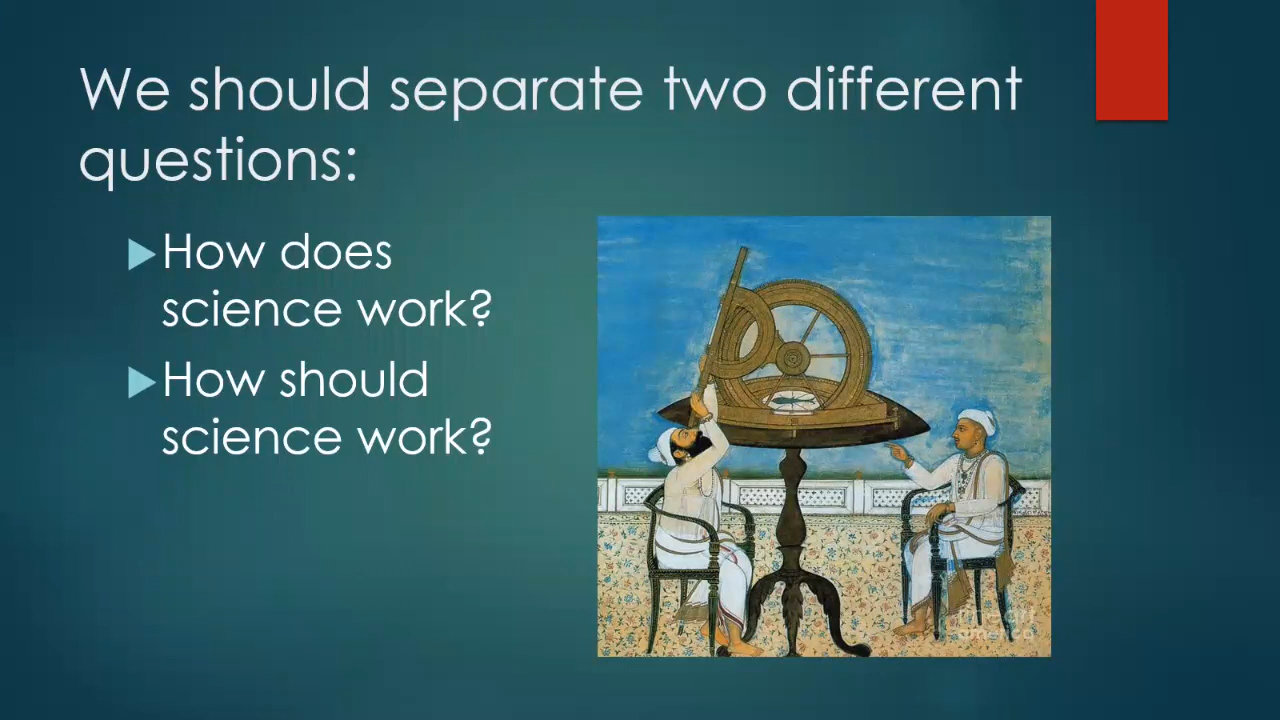 We should separate two different
questions:
How does
science work?
How should
science work?